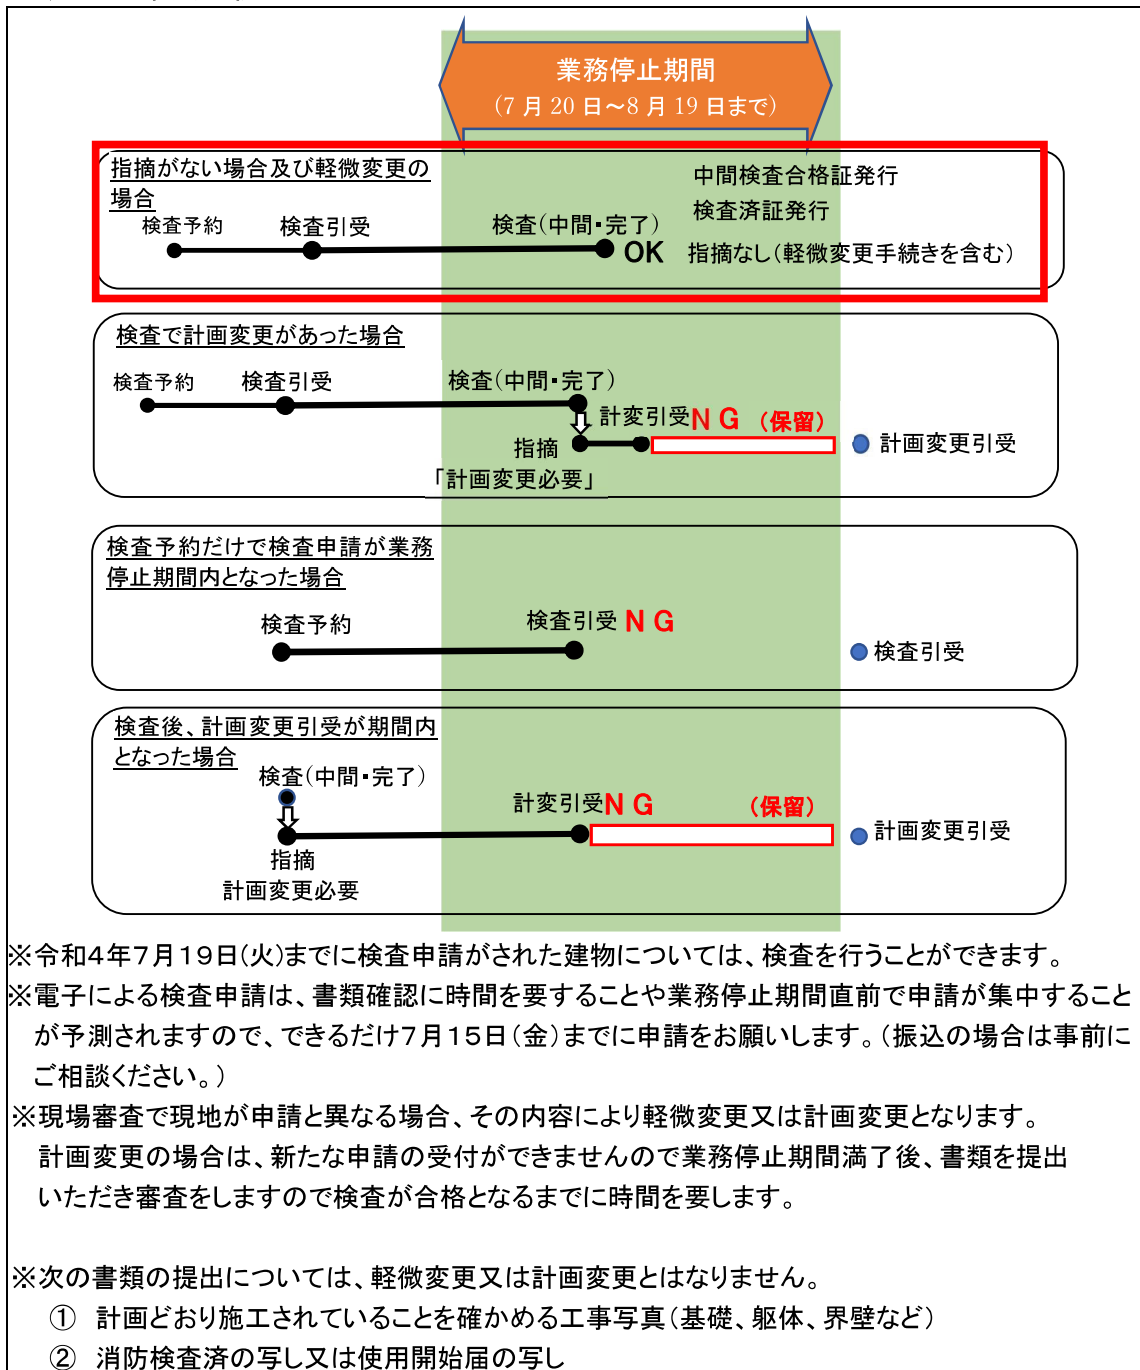 業務停止期間
(7 月 20 日～8 月 19 日まで)
指摘がない場合及び軽微変更の
場合
中間検査合格証発行
検査済証発行
検査予約
検査引受
検査(中間・完了)
OK
指摘なし(軽微変更手続きを含む)
検査で計画変更があった場合
検査予約
検査引受
検査(中間・完了)
計変引受NG (保留)
指摘
「計画変更必要」
計画変更引受
検査予約だけで検査申請が業務
停止期間内となった場合
検査予約
検査引受 NG
検査引受
検査後、計画変更引受が期間内
となった場合
検査(中間・完了)
計変引受NG (保留)
計画変更引受
指摘
計画変更必要
※令和4年7月19日(火)までに検査申請がされた建物については、検査を行うことができます。
※電子による検査申請は、書類確認に時間を要することや業務停止期間直前で申請が集中すること
が予測されますので、できるだけ7月15日(金)までに申請をお願いします。(振込の場合は事前に
ご相談ください。)
※現場審査で現地が申請と異なる場合、その内容により軽微変更又は計画変更となります。
計画変更の場合は、新たな申請の受付ができませんので業務停止期間満了後、書類を提出
いただき審査をしますので検査が合格となるまでに時間を要します。
※次の書類の提出については、軽微変更又は計画変更とはなりません。
① 計画どおり施工されていることを確かめる工事写真(基礎、躯体、界壁など)
② 消防検査済の写し又は使用開始届の写し